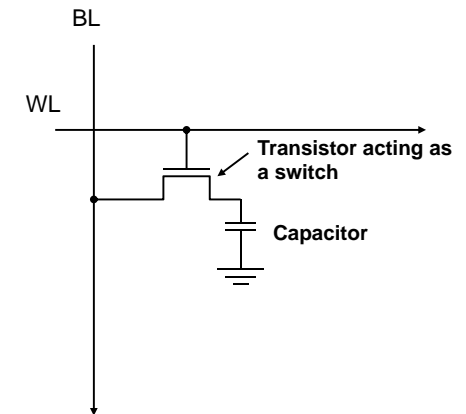 BL
WL
Transistor acting as
a switch
Capacitor